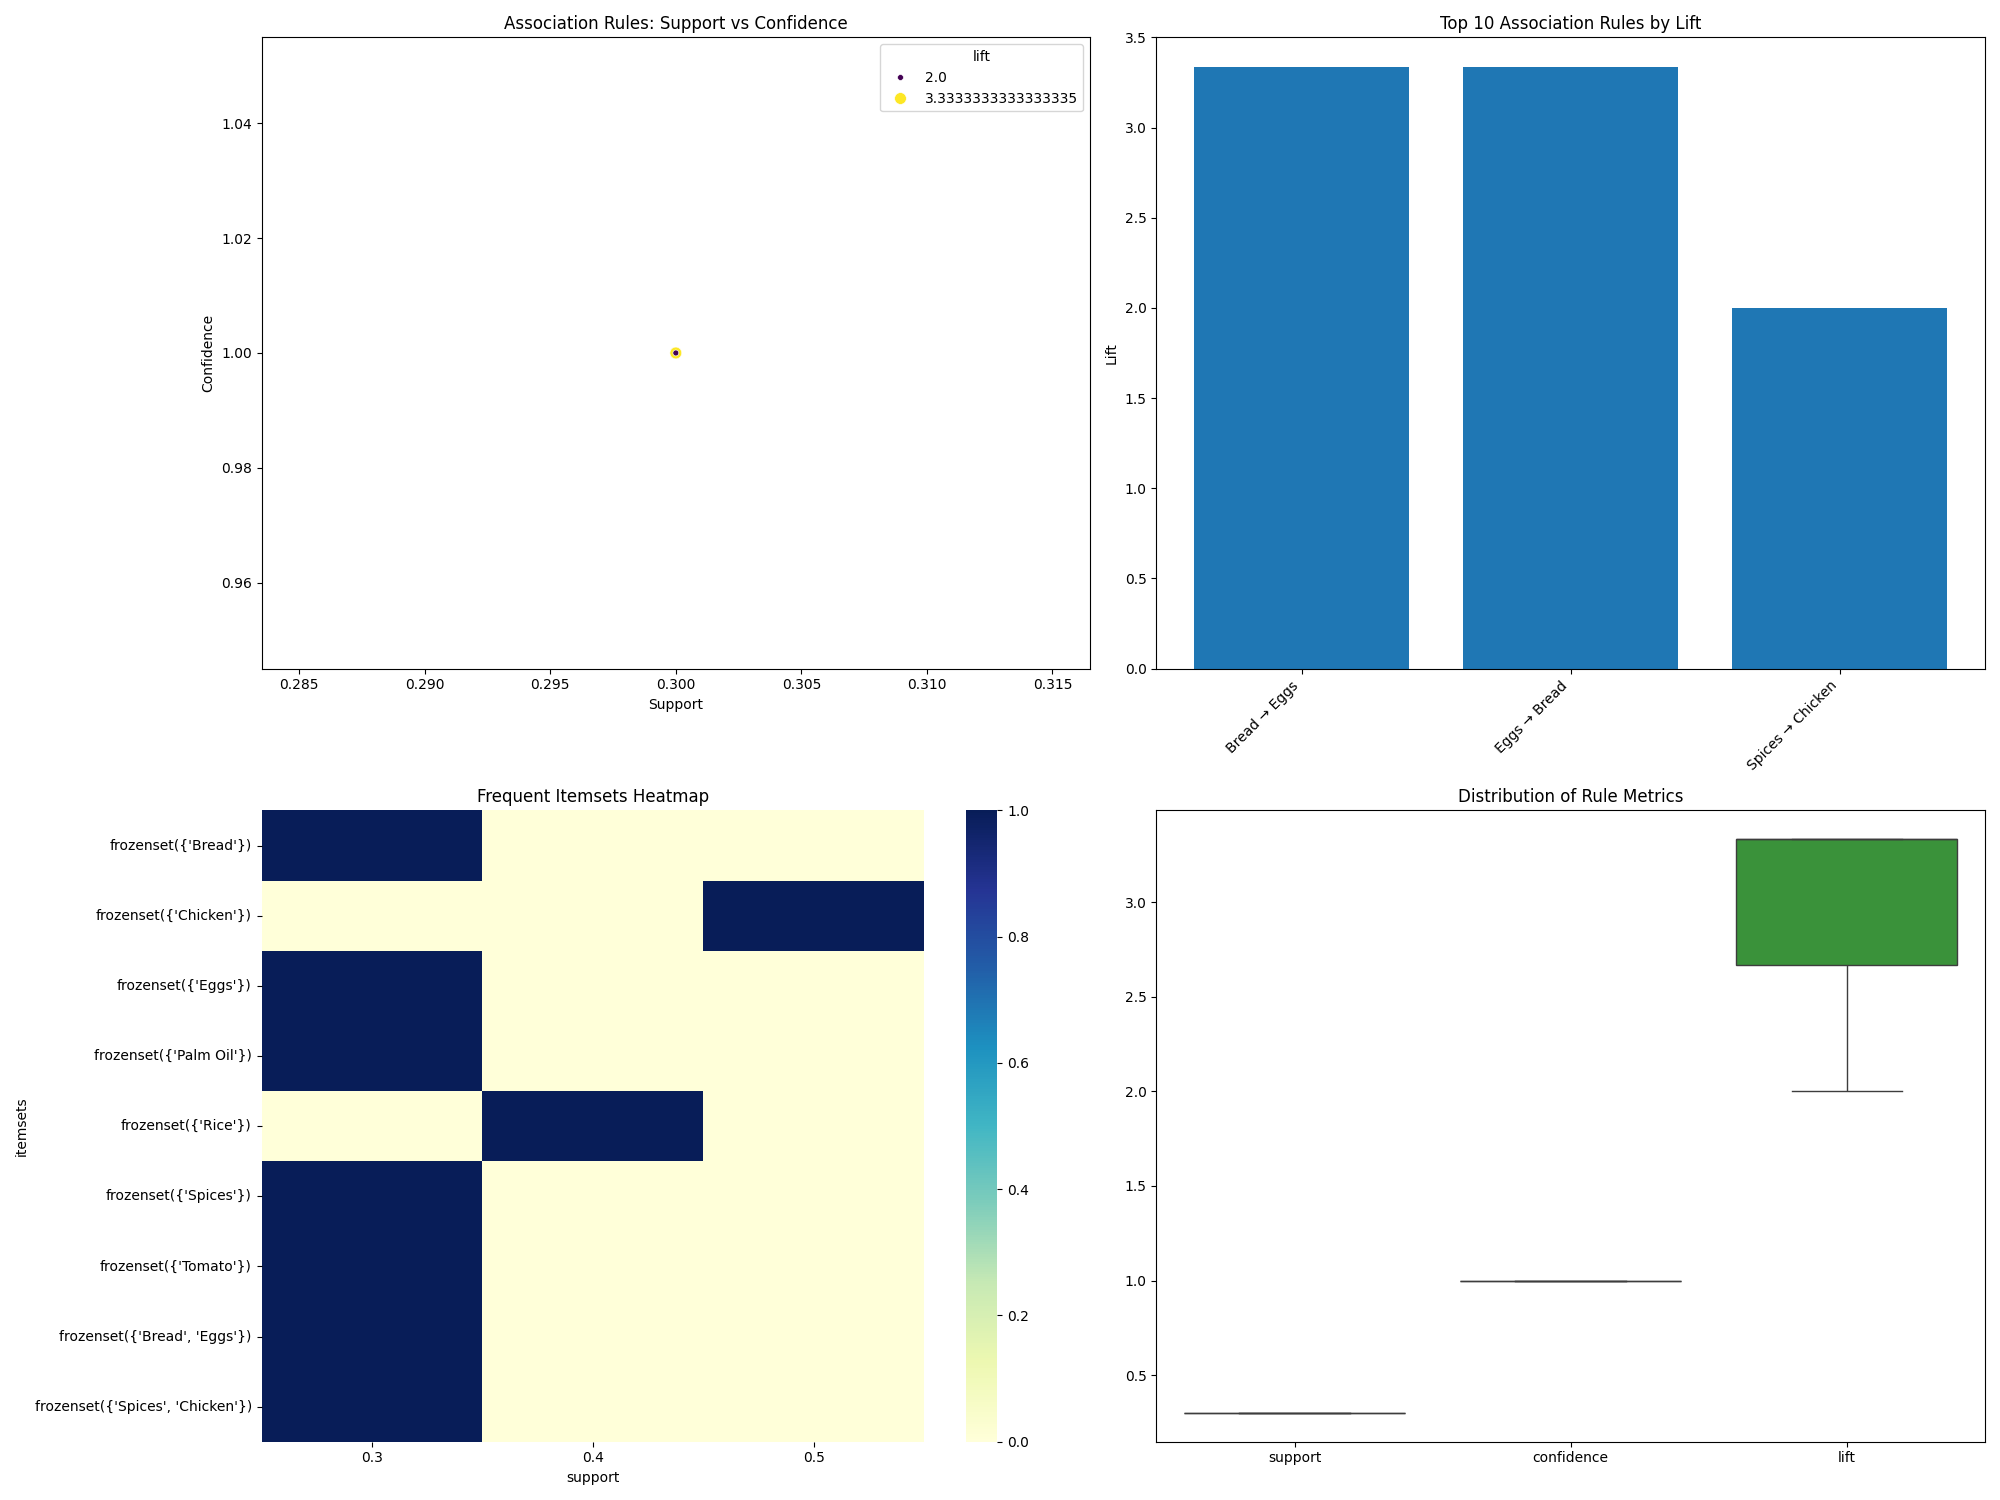 Association Rules: Support vs Confidence
lift
2.0
3.3333333333333335
1.04
1.02
1.00
0.98
0.96
Confidence
0.285 0.290 0.295 0.300 0.305 0.310 0.315
Support
Top 10 Association Rules by Lift
3.5
3.0
2.5
2.0
1.5
1.0
0.5
0.0
Lift
Bread → Eggs
Eggs → Bread
Spices → Chicken
Frequent Itemsets Heatmap
frozenset({'Bread'})
frozenset({'Chicken'})
frozenset({'Eggs'})
frozenset({'Palm Oil'})
frozenset({'Rice'})
frozenset({'Spices'})
frozenset({'Tomato'})
frozenset({'Bread', 'Eggs'})
frozenset({'Spices', 'Chicken'})
itemsets
0.3 0.4 0.5
support
1.0
0.8
0.6
0.4
0.2
0.0
Distribution of Rule Metrics
3.0
2.5
2.0
1.5
1.0
0.5
support confidence lift